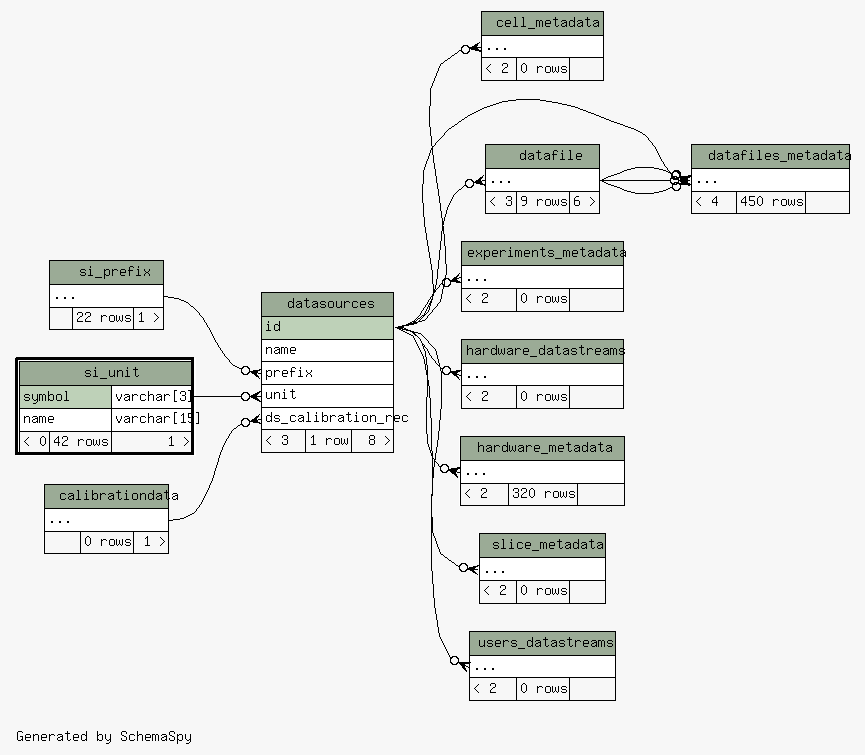 cell_metadata
...
< 2 0 rows
datafile
...
< 3 9 rows 6 >
datafiles_metadata
...
< 4 450 rows
experiments_metadata
...
< 2 0 rows
si_prefix
...
22 rows 1 >
datasources
id
name
prefix
unit
ds_calibration_rec
< 3 1 row 8 >
hardware_datastreams
...
< 2 0 rows
si_unit
symbol varchar[3]
name varchar[15]
< 0 42 rows 1 >
hardware_metadata
...
< 2 320 rows
calibrationdata
...
0 rows 1 >
slice_metadata
...
< 2 0 rows
users_datastreams
...
< 2 0 rows
Generated by SchemaSpy